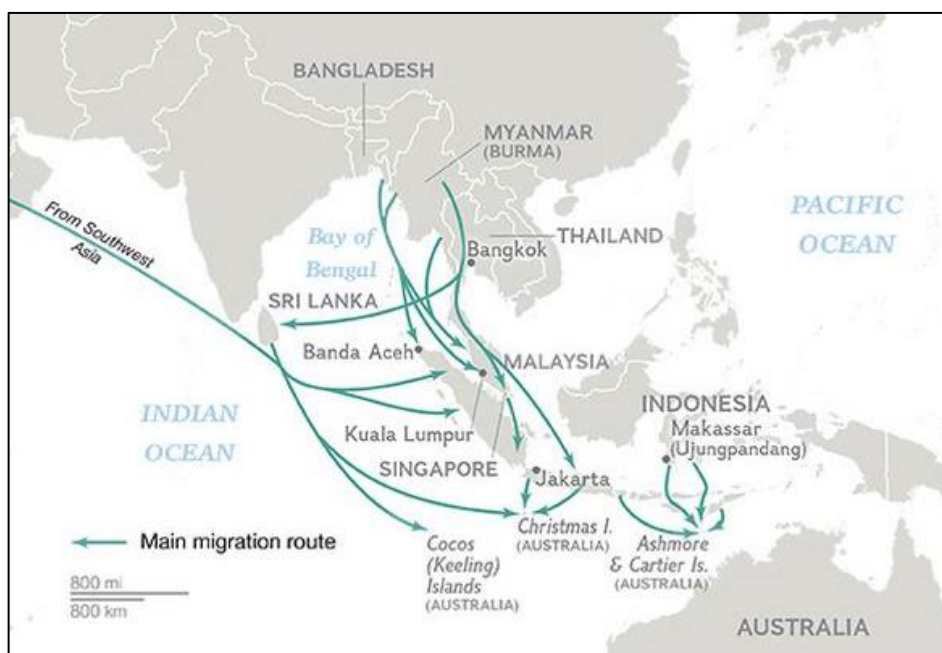 BANGLADESH
MYANMAR
(BURMA)
PACIFIC
OCEAN
From Southwest
Asia
Bay of
Bengal
THAILAND
Bangkok
SRI LANKA
Banda Aceh
MALAYSIA
INDIAN
OCEAN
INDONESIA
Makassar
(Ujungpandang)
Kuala Lumpur
SINGAPORE
Jakarta
Main migration route
Cocos
(Keeling)
Islands
(AUSTRALIA)
Christmas I.
(AUSTRALIA)
Ashmore
& Cartier Is.
(AUSTRALIA)
800 mi
800 km
AUSTRALIA